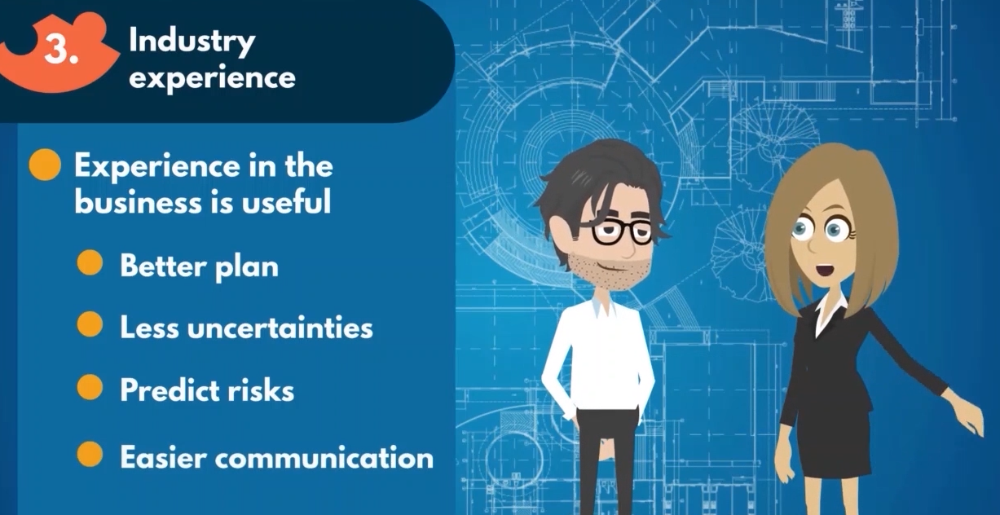 3.
Industry
experience
Experience in the
business is useful
Better plan
Less uncertainties
Predict risks
Easier communication